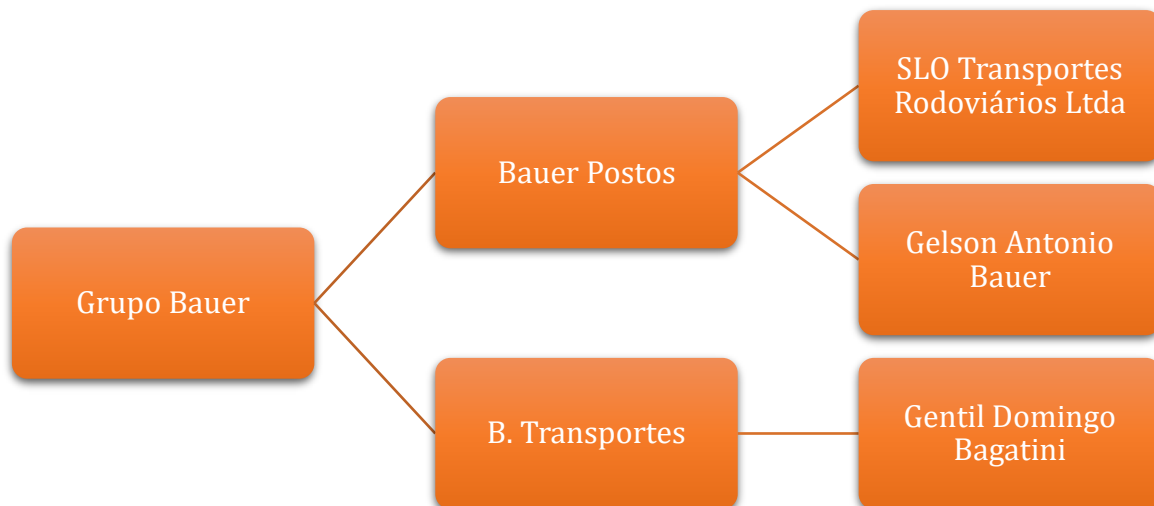 Grupo Bauer
Bauer Postos
SLO Transportes
Rodoviários Ltda
Gelson Antonio
Bauer
B. Transportes
Gentil Domingo
Bagatini